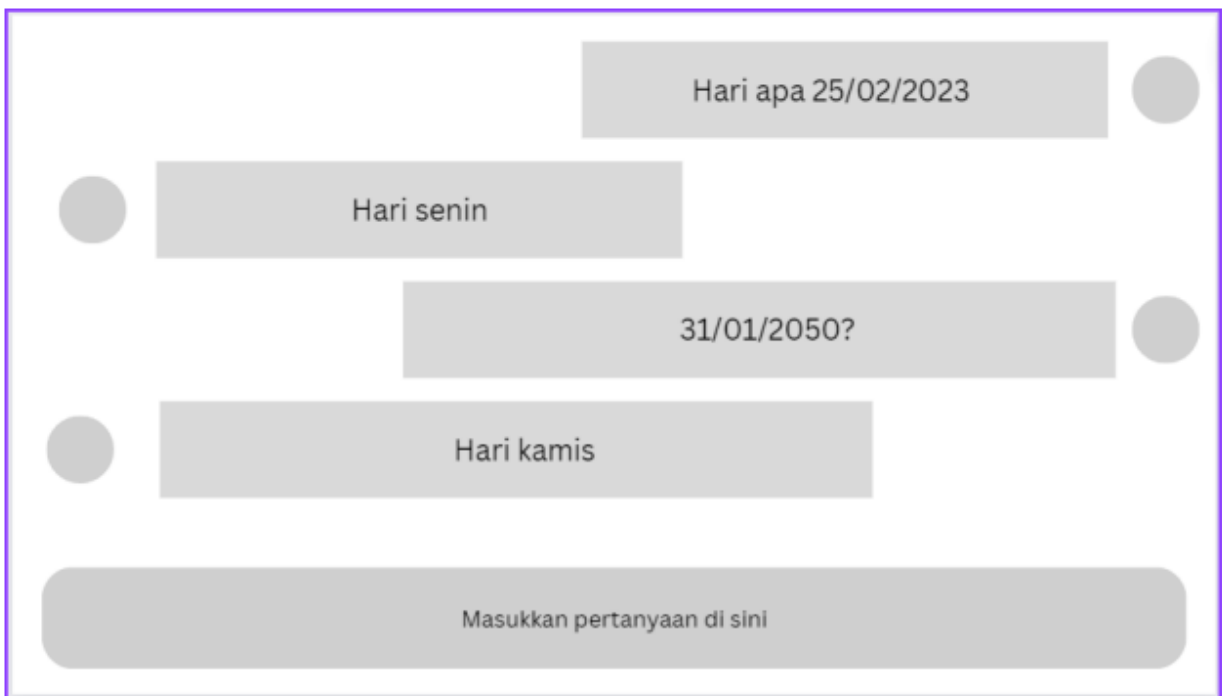 Hari apa 25/02/2023
Hari senin
31/01/2050?
Hari kamis
Masukkan pertanyaan di sini